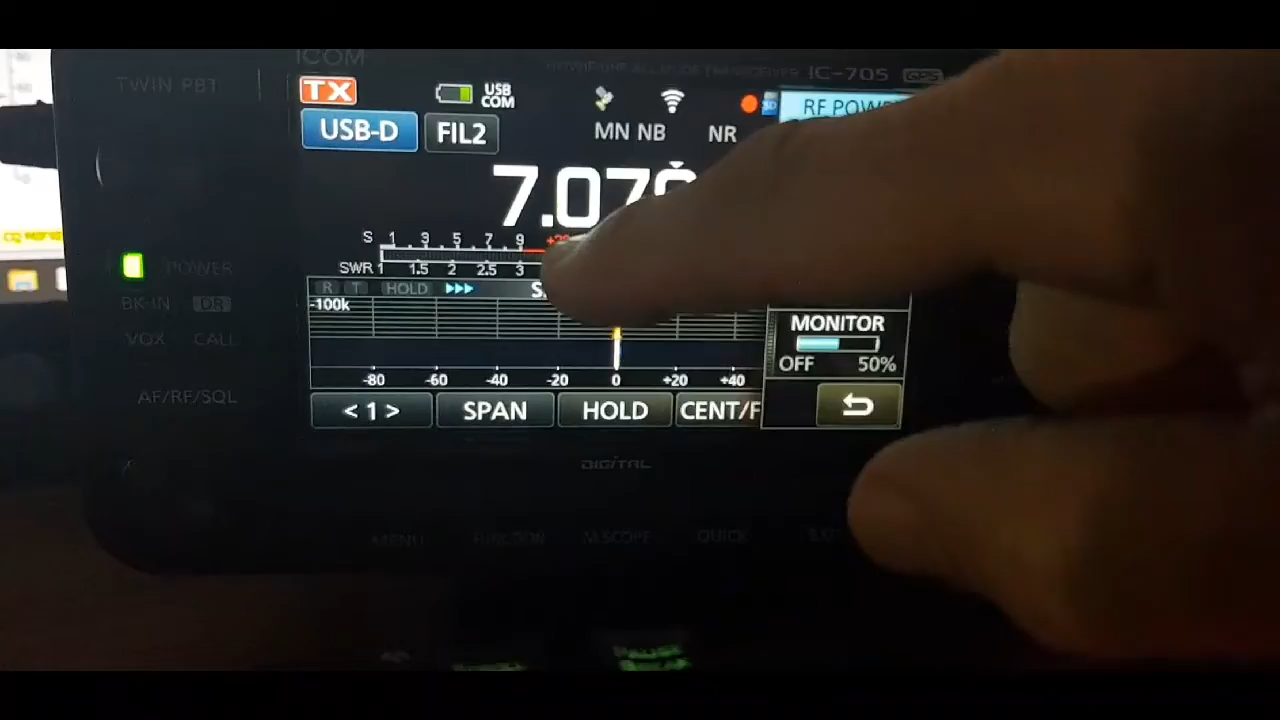 ICOM
TWIN PBT
IC-705 GPS
TX
USB
COM
RF POWER
USB-D FIL2
MN NB NR
7.07
S 1 3 5 7 9
POWER
SWR 1 1.5 2 2.5 3
R T HOLD
BK-IN DR
-100k
MONITOR
VOX CALL
OFF 50%
-80 -60 -40 -20 0 +20 +40
AF/RF/SQL
< 1 > SPAN HOLD CENT/F
DIGITAL
MENU FUNCTION M.SCOPE QUICK